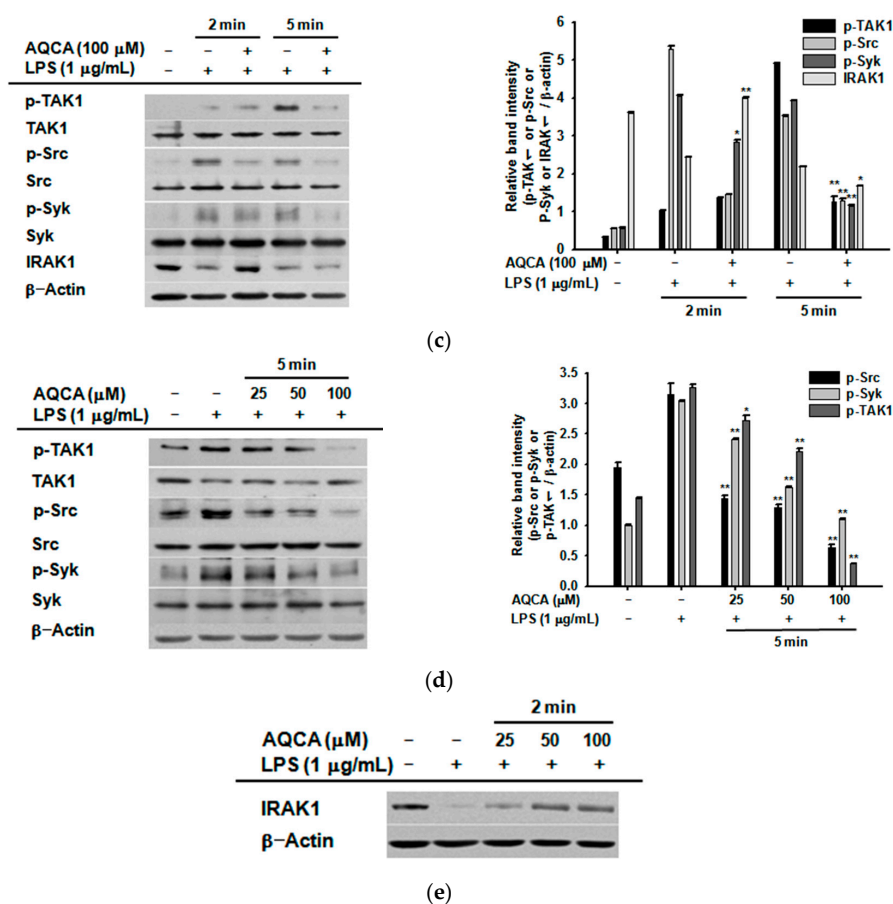 2 min 5 min
AQCA (100 μM) – – + – +
LPS (1 μg/mL) – + + + +
p-TAK1
TAK1
p-Src
Src
p-Syk
Syk
IRAK1
β−Actin
Relative band intensity
(p-TAK or p-Src or
P-Syk or IRAK / β-actin)
6
5
4
3
2
1
0
p-TAK1
p-Src
p-Syk
IRAK1
* ** ** ** ** *
AQCA (100 μM) – – + – +
LPS (1 μg/mL) – + + + +
2 min 5 min
(c)
5 min
AQCA (μM) – – 25 50 100
LPS (1 μg/mL) – + + + +
p-TAK1
TAK1
p-Src
Src
p-Syk
Syk
β−Actin
Relative band intensity
(p-Src or p-Syk or
p-TAK / β-actin)
3.5
3.0
2.5
2.0
1.5
1.0
0.5
0.0
p-Src
p-Syk
p-TAK1
** ** * ** ** ** ** ** **
AQCA (μM) – – 25 50 100
LPS (1 μg/mL) – + + + +
5 min
(d)
2 min
AQCA (μM) – – 25 50 100
LPS (1 μg/mL) – + + + +
IRAK1
β−Actin
(e)